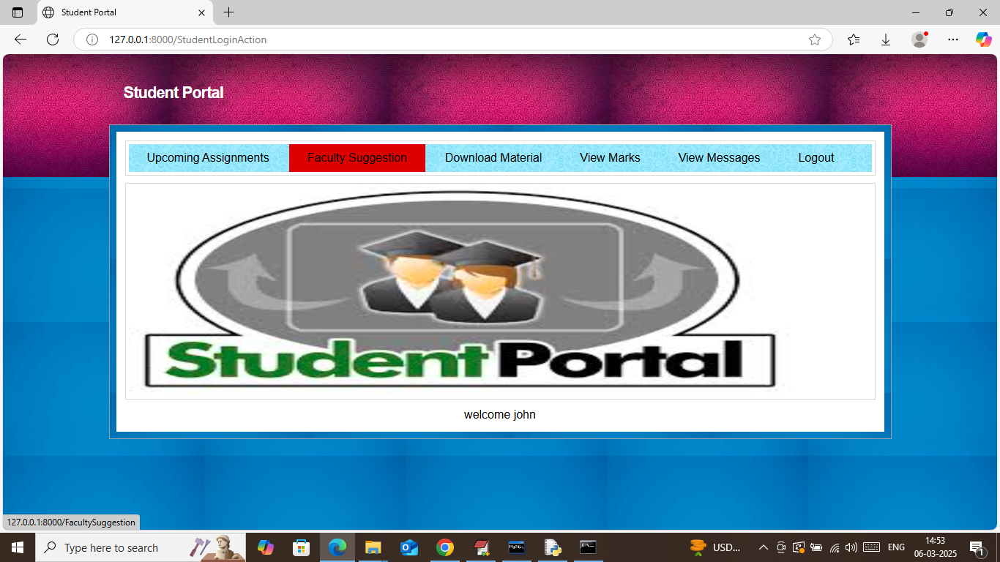 Student Portal
127.0.0.1:8000/StudentLoginAction
Student Portal
Upcoming Assignments Faculty Suggestion Download Material View Marks View Messages Logout
StudentPortal
welcome john
127.0.0.1:8000/FacultySuggestion
Type here to search
USD...
ENG
14:53
06-03-2025
1